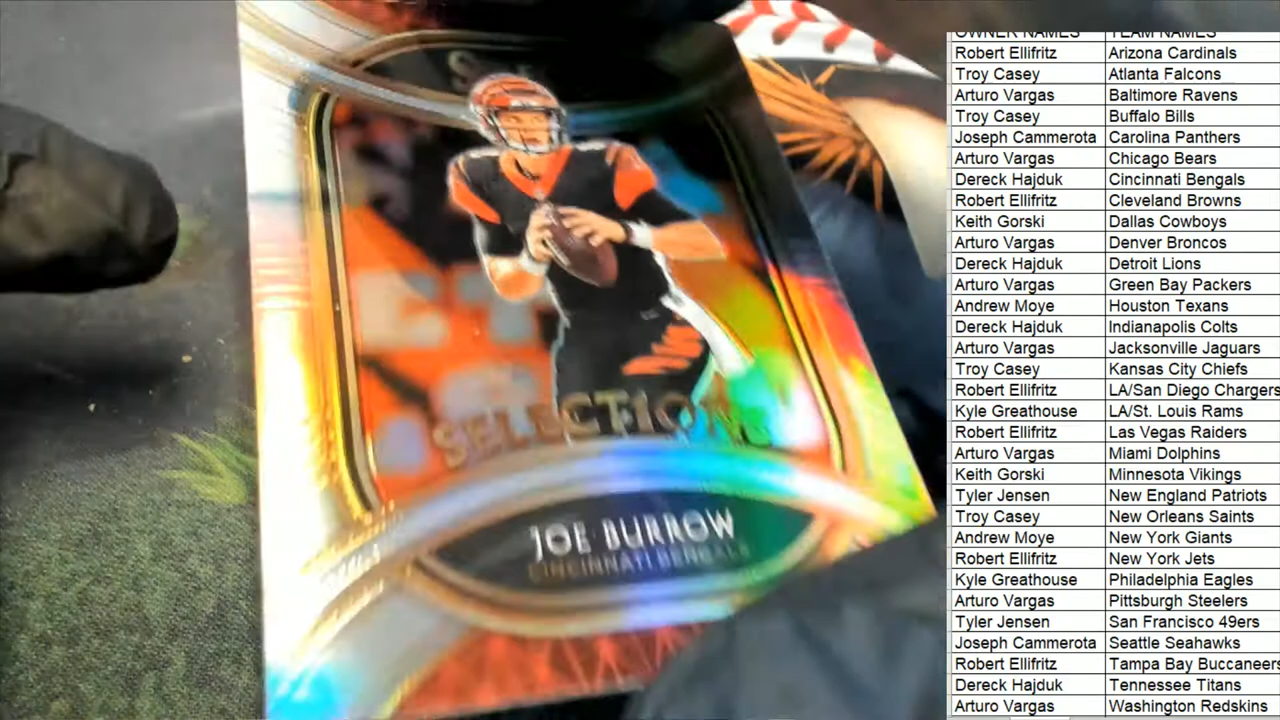 SELECTIONS
JOE BURROW
CINCINNATI BENGALS
OWNER NAMES TEAM NAMES
Robert Ellifritz Arizona Cardinals
Troy Casey Atlanta Falcons
Arturo Vargas Baltimore Ravens
Troy Casey Buffalo Bills
Joseph Cammerota Carolina Panthers
Arturo Vargas Chicago Bears
Dereck Hajduk Cincinnati Bengals
Robert Ellifritz Cleveland Browns
Keith Gorski Dallas Cowboys
Arturo Vargas Denver Broncos
Dereck Hajduk Detroit Lions
Arturo Vargas Green Bay Packers
Andrew Moye Houston Texans
Dereck Hajduk Indianapolis Colts
Arturo Vargas Jacksonville Jaguars
Troy Casey Kansas City Chiefs
Robert Ellifritz LA/San Diego Chargers
Kyle Greathouse LA/St. Louis Rams
Robert Ellifritz Las Vegas Raiders
Arturo Vargas Miami Dolphins
Keith Gorski Minnesota Vikings
Tyler Jensen New England Patriots
Troy Casey New Orleans Saints
Andrew Moye New York Giants
Robert Ellifritz New York Jets
Kyle Greathouse Philadelphia Eagles
Arturo Vargas Pittsburgh Steelers
Tyler Jensen San Francisco 49ers
Joseph Cammerota Seattle Seahawks
Robert Ellifritz Tampa Bay Buccaneers
Dereck Hajduk Tennessee Titans
Arturo Vargas Washington Redskins